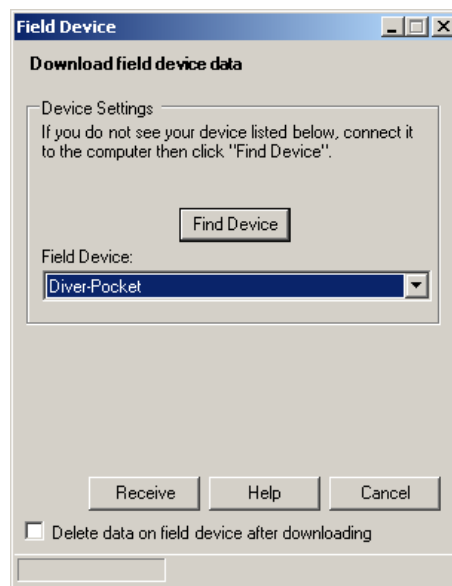 Field Device
Download field device data
Device Settings
If you do not see your device listed below, connect it
to the computer then click "Find Device".
Find Device
Field Device:
Diver-Pocket
Receive
Help
Cancel
Delete data on field device after downloading